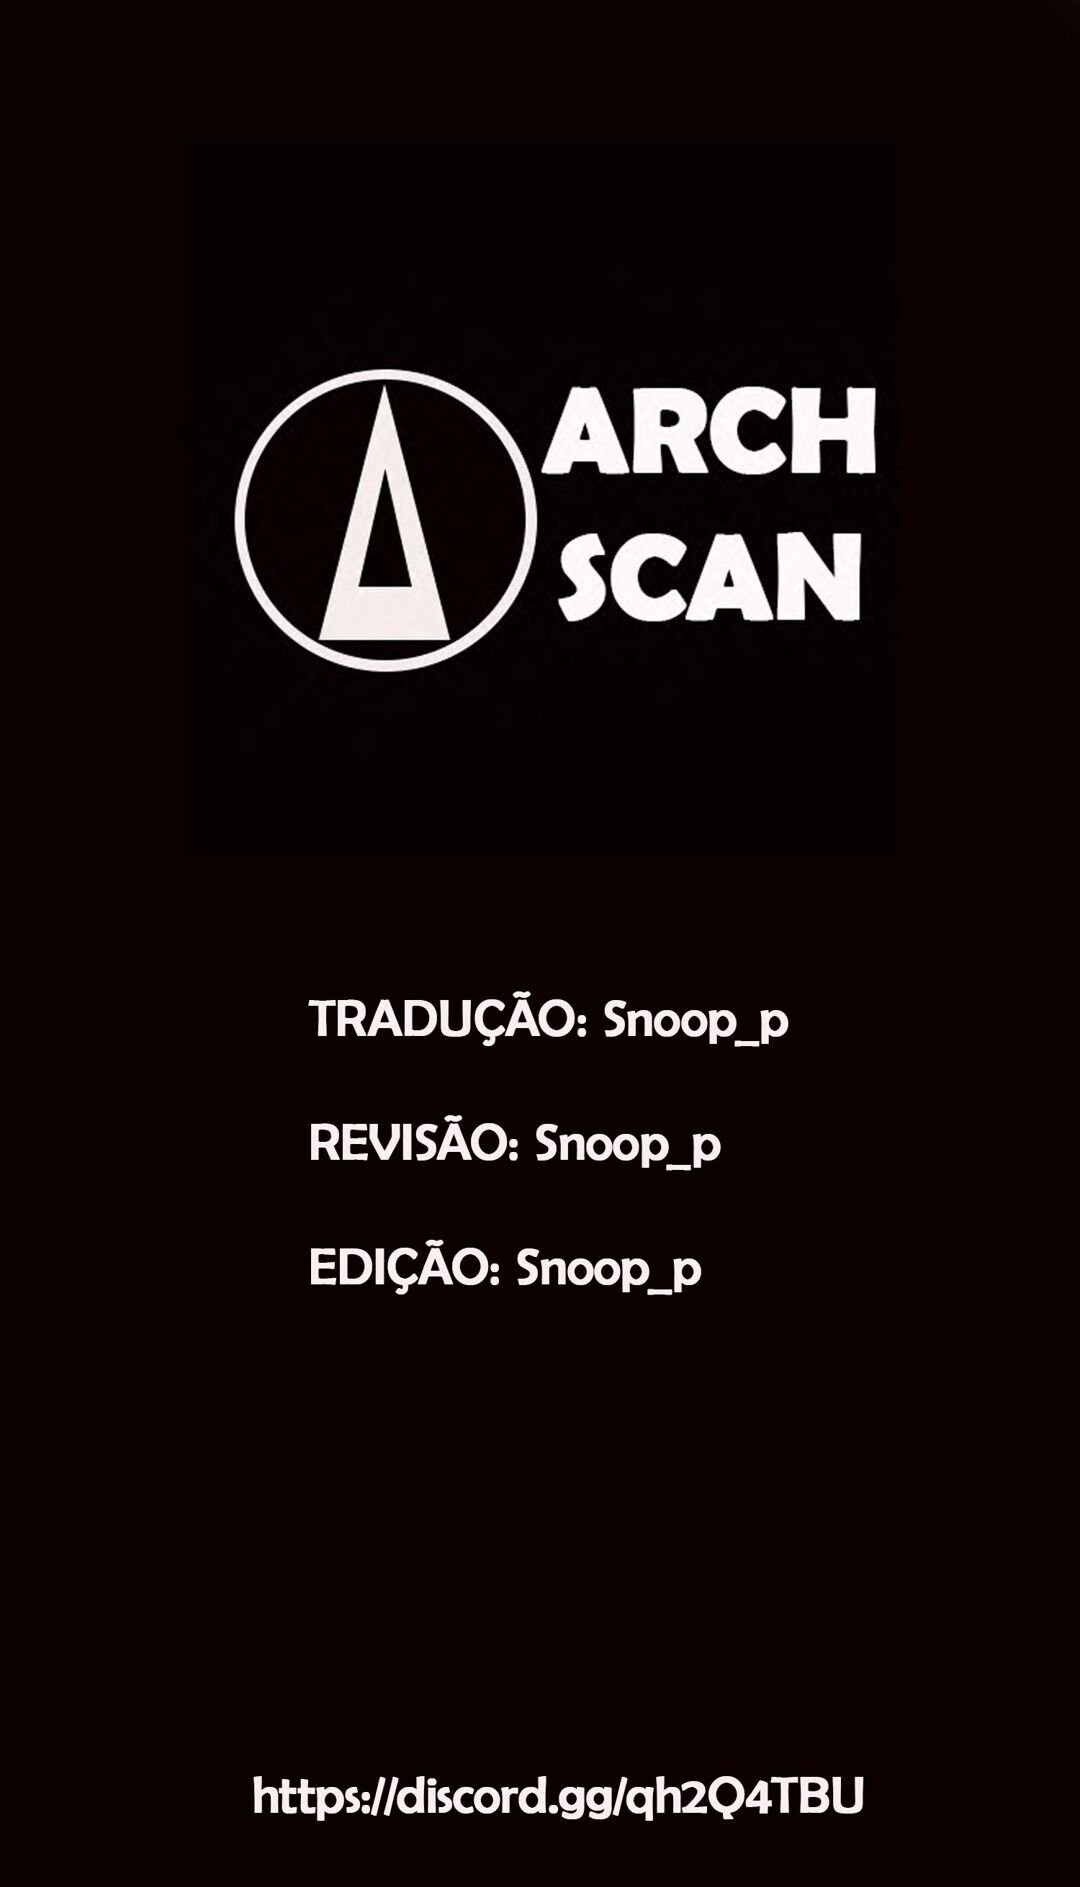 ARCH
SCAN
TRADUÇÃO: Snoop_p
REVISÃO: Snoop_p
EDIÇÃO: Snoop_p
https://discord.gg/qh2Q4TBU